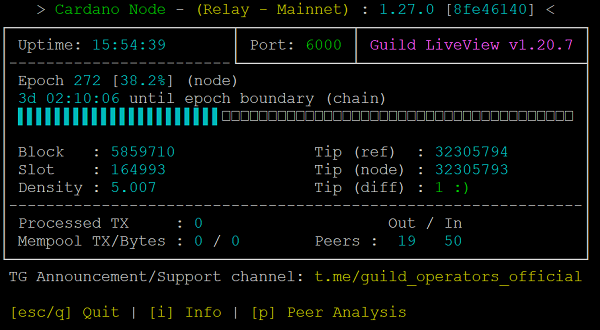 > Cardano Node - (Relay - Mainnet) : 1.27.0 [8fe46140] <
Uptime: 15:54:39 Port: 6000 Guild LiveView v1.20.7
Epoch 272 [38.2%] (node)
3d 02:10:06 until epoch boundary (chain)
Block : 5859710 Tip (ref) : 32305794
Slot : 164993 Tip (node) : 32305793
Density : 5.007 Tip (diff) : 1 :)
Processed TX : 0 Out / In
Mempool TX/Bytes : 0 / 0 Peers : 19 50
TG Announcement/Support channel: t.me/guild_operators_official
[esc/q] Quit | [i] Info | [p] Peer Analysis